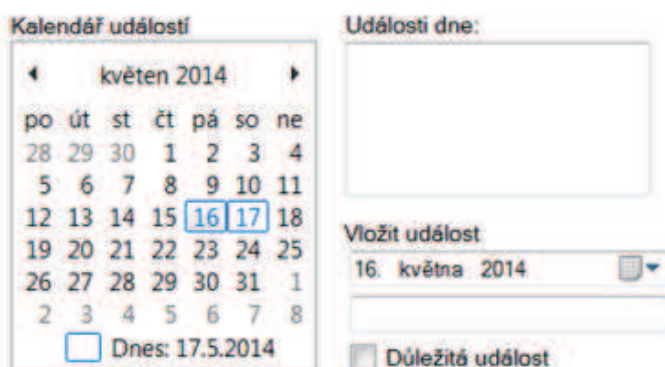 Kalendář událostí
květen 2014
po út st čt pá so ne
28 29 30 1 2 3 4
5 6 7 8 9 10 11
12 13 14 15 16 17 18
19 20 21 22 23 24 25
26 27 28 29 30 31 1
2 3 4 5 6 7 8
Dnes: 17.5.2014
Události dne:
Vložit událost
16. května 2014
Důležitá událost